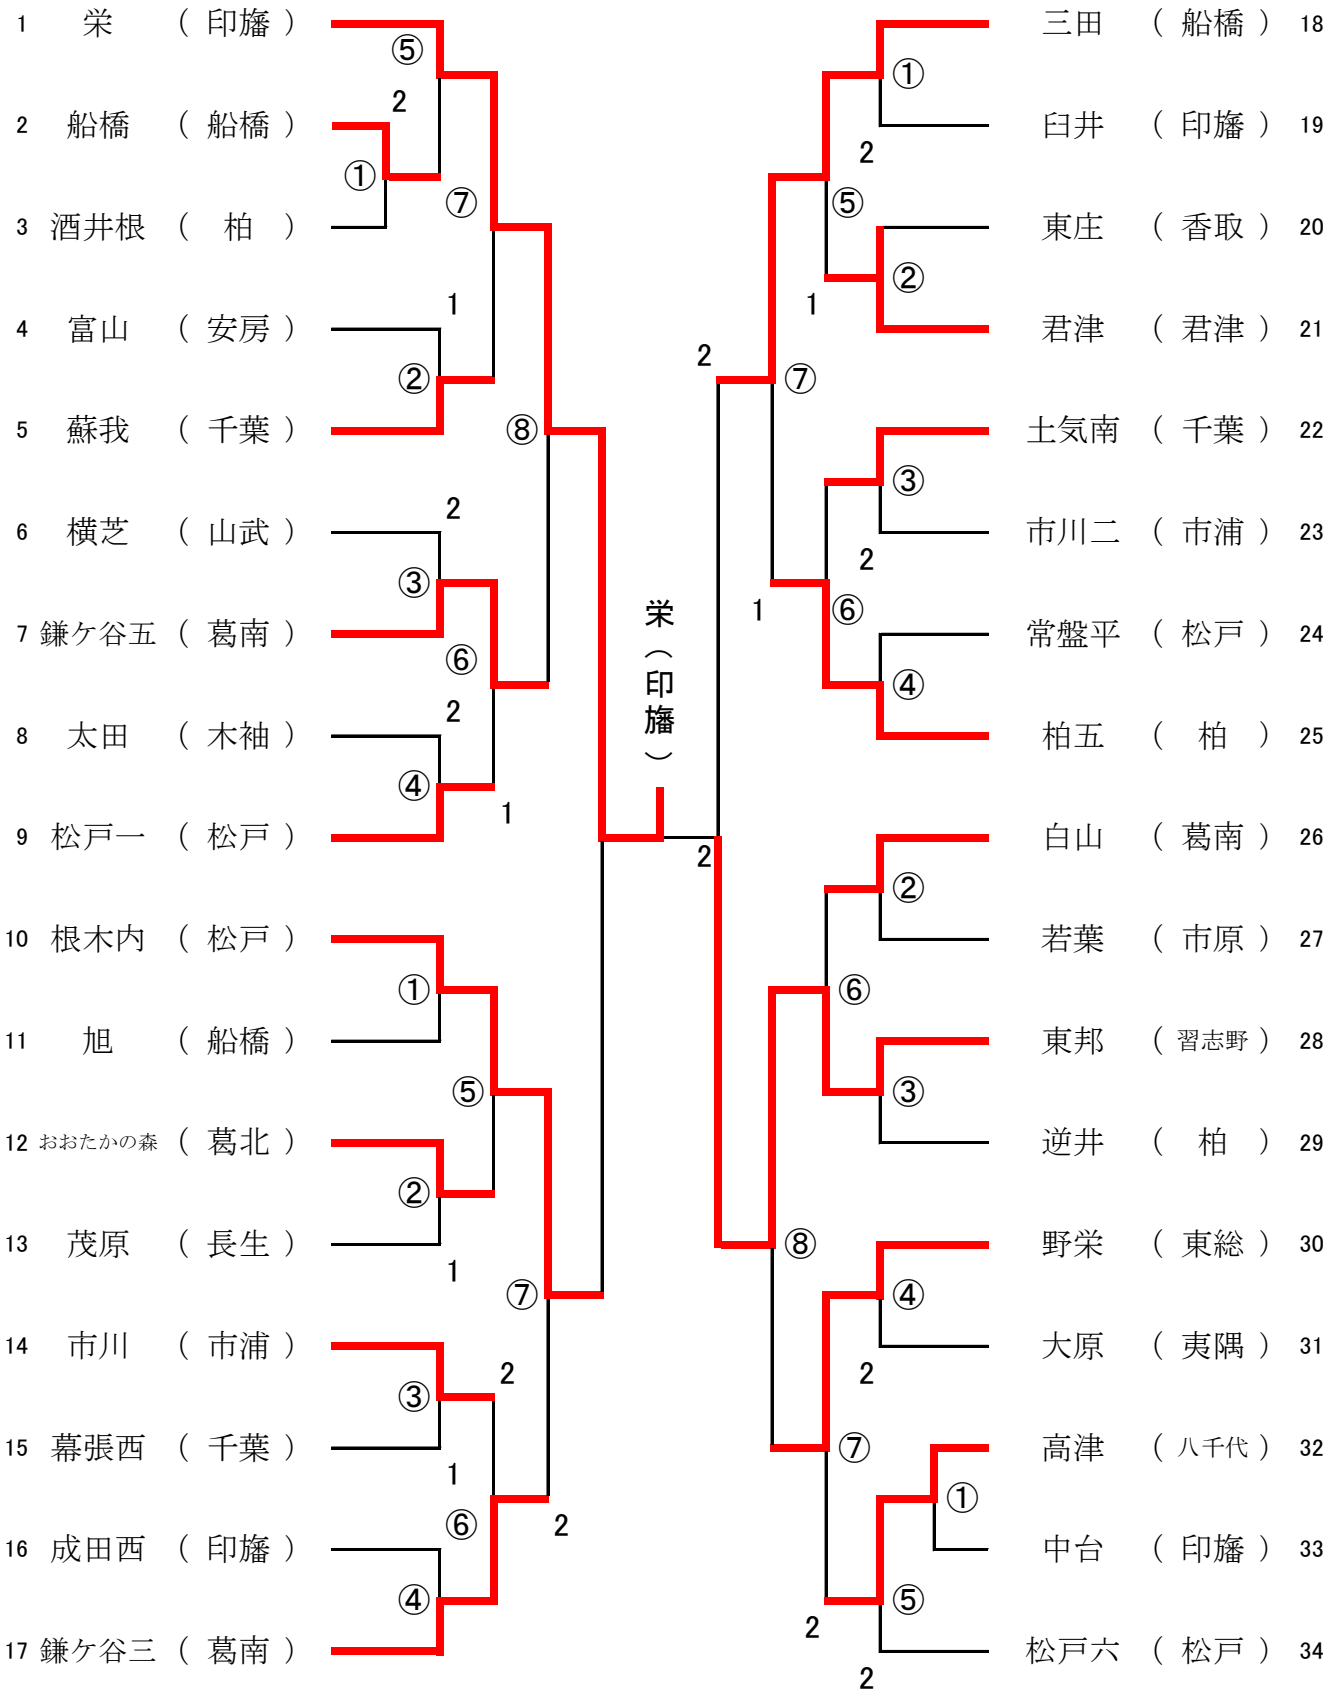 1 栄 ( 印旛 )
⑤
2
2 船橋 ( 船橋 )
①
⑦
3 酒井根 ( 柏 )
1
4 富山 ( 安房 )
②
5 蘇我 ( 千葉 )
⑧
2
6 横芝 ( 山武 )
③
7 鎌ケ谷五 ( 葛南 )
⑥
2
8 太田 ( 木袖 )
④
1
9 松戸一 ( 松戸 )
10 根木内 ( 松戸 )
①
11 旭 ( 船橋 )
⑤
12 おおたかの森 ( 葛北 )
②
13 茂原 ( 長生 )
1
⑦
14 市川 ( 市浦 )
2
③
15 幕張西 ( 千葉 )
1
⑥
2
16 成田西 ( 印旛 )
④
17 鎌ケ谷三 ( 葛南 )
栄（印旛）
三田 ( 船橋 ) 18
①
臼井 ( 印旛 ) 19
2
⑤
東庄 ( 香取 ) 20
②
1
君津 ( 君津 ) 21
2
⑦
土気南 ( 千葉 ) 22
③
市川二 ( 市浦 ) 23
2
1
⑥
常盤平 ( 松戸 ) 24
④
柏五 ( 柏 ) 25
白山 ( 葛南 ) 26
2
②
若葉 ( 市原 ) 27
⑥
東邦 ( 習志野 ) 28
③
逆井 ( 柏 ) 29
⑧
野栄 ( 東総 ) 30
④
大原 ( 夷隅 ) 31
2
⑦
高津 ( 八千代 ) 32
①
中台 ( 印旛 ) 33
⑤
2
松戸六 ( 松戸 ) 34
2